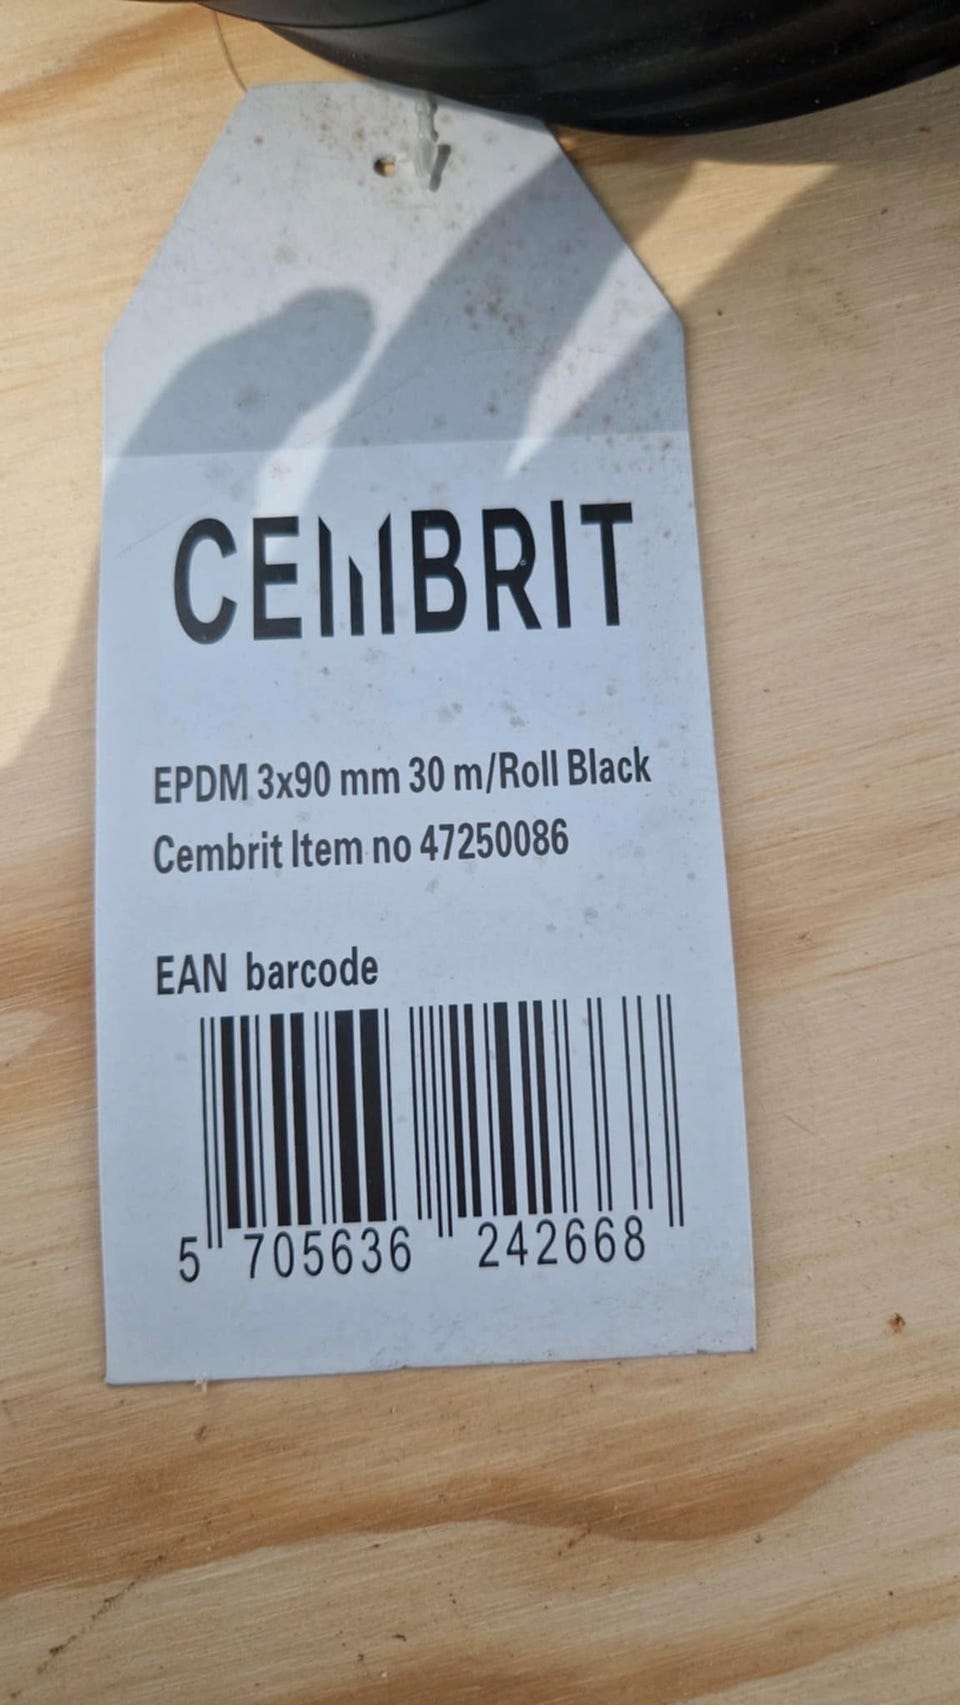 CEMBRIT
EPDM 3x90 mm 30 m/Roll Black
Cembrit Item no 47250086
EAN barcode
5 705636 242668